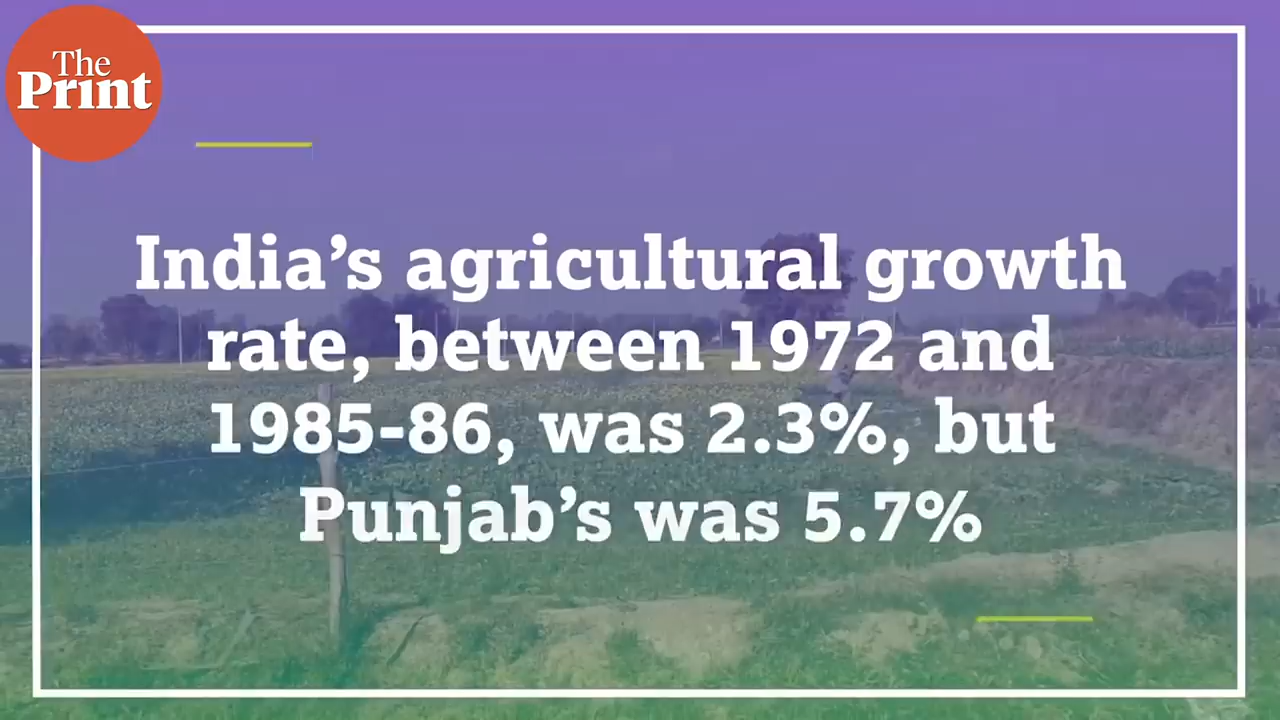 The
Print
India’s agricultural growth
rate, between 1972 and
1985-86, was 2.3%, but
Punjab’s was 5.7%